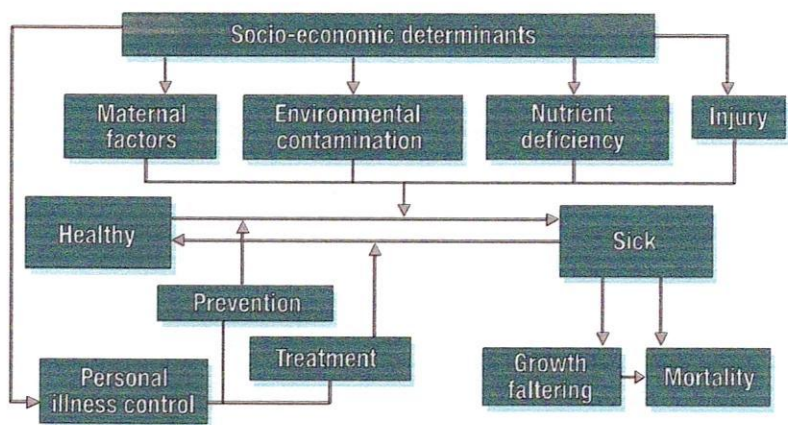 Socio-economic determinants
Maternal
factors
Environmental
contamination
Nutrient
deficiency
Injury
Healthy
Sick
Prevention
Treatment
Personal
illness control
Growth
faltering
Mortality